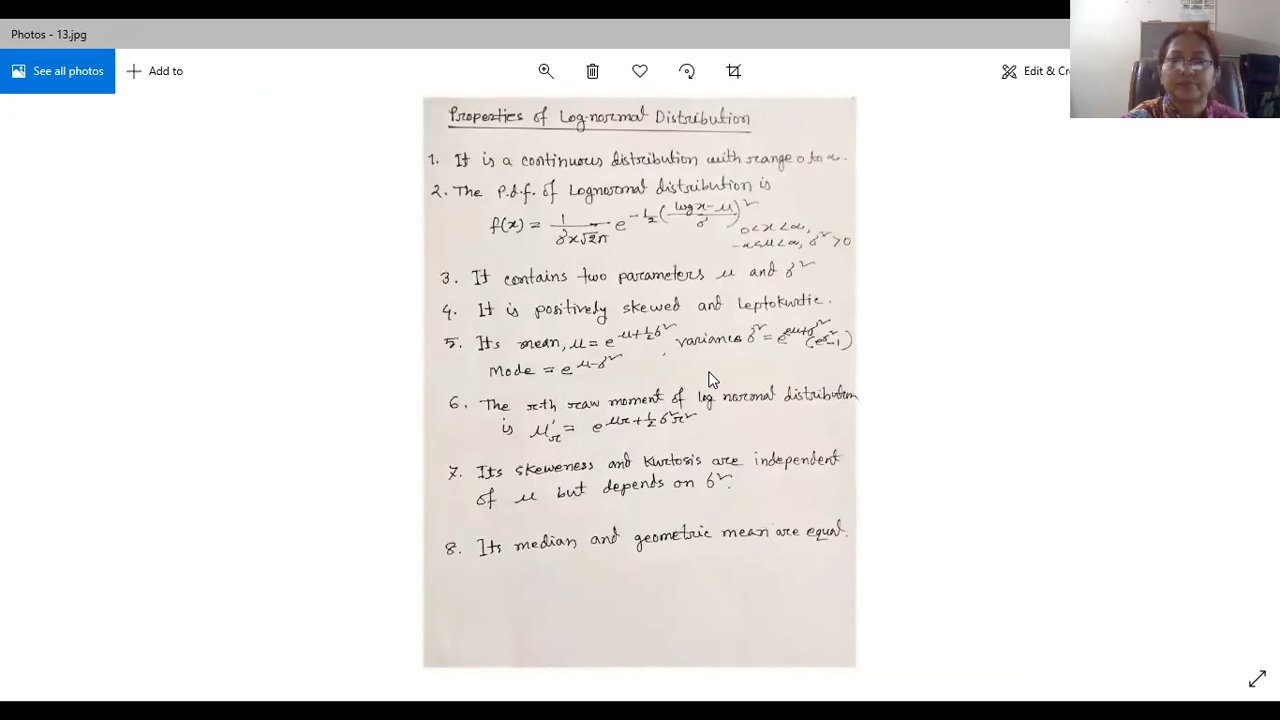 Photos - 13.jpg
See all photos
Add to
Edit & Cr
Properties of Log-normal Distribution
1. It is a continuous distribution with range 0 to ∞.
2. The P.d.f. of Lognormal distribution is
f(x) = 1/(σx√2π) e^{-1/2((log x-μ)/σ)^2}
0<x<∞,
-∞<μ<∞, σ²>0
3. It contains two parameters μ and σ²
4. It is positively skewed and leptokurtic.
5. Its mean, μ = e^{μ+1/2σ²}, variance σ² = e^{2μ+σ²}(e^{σ²}-1)
Mode = e^{μ-σ²}
6. The r-th raw moment of log normal distribution
is μ'_r = e^{μr+1/2σ²r²}
7. Its skeweness and kurtosis are independent
of μ but depends on σ².
8. Its median and geometric mean are equal.